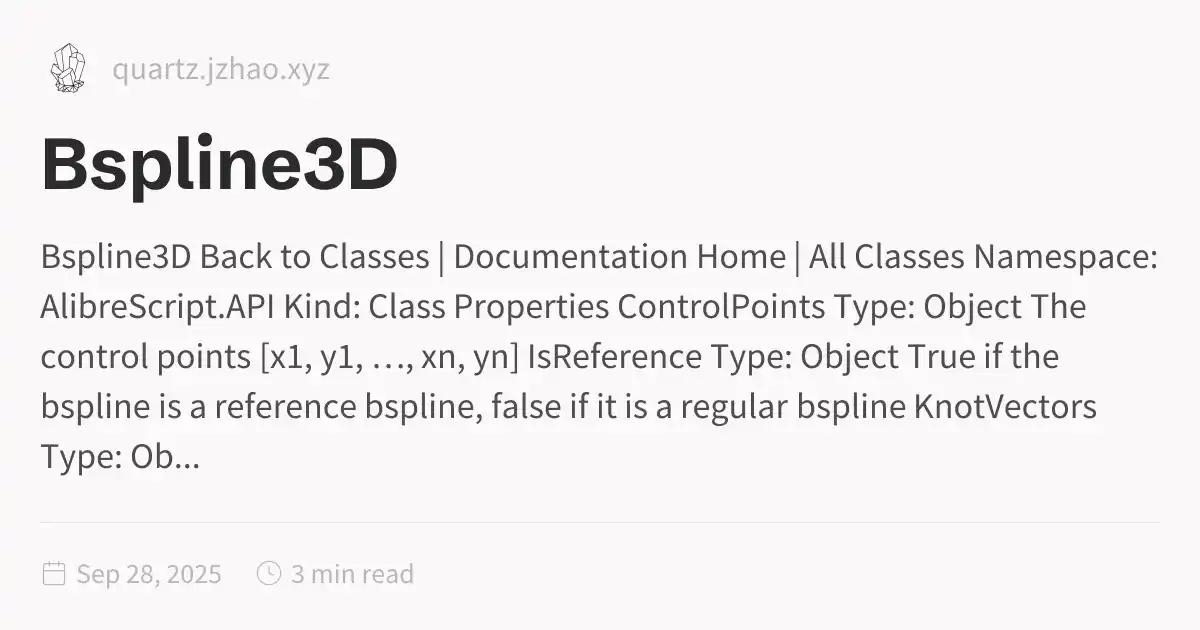 quartz.jzhao.xyz
Bspline3D
Bspline3D Back to Classes | Documentation Home | All Classes Namespace:
AlibreScript.API Kind: Class Properties ControlPoints Type: Object The
control points [x1, y1, …, xn, yn] IsReference Type: Object True if the
bspline is a reference bspline, false if it is a regular bspline KnotVectors
Type: Ob...
Sep 28, 2025 3 min read